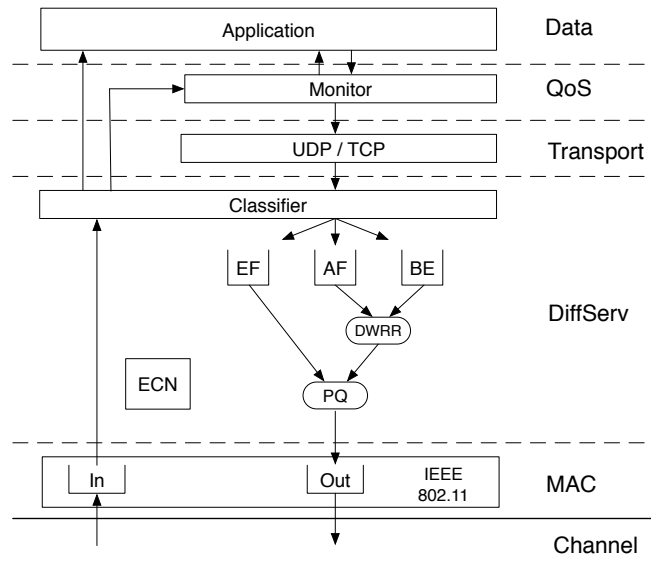 Application
Data
Monitor
QoS
UDP / TCP
Transport
Classifier
EF
AF
BE
DWRR
DiffServ
ECN
PQ
In
Out
IEEE
802.11
MAC
Channel